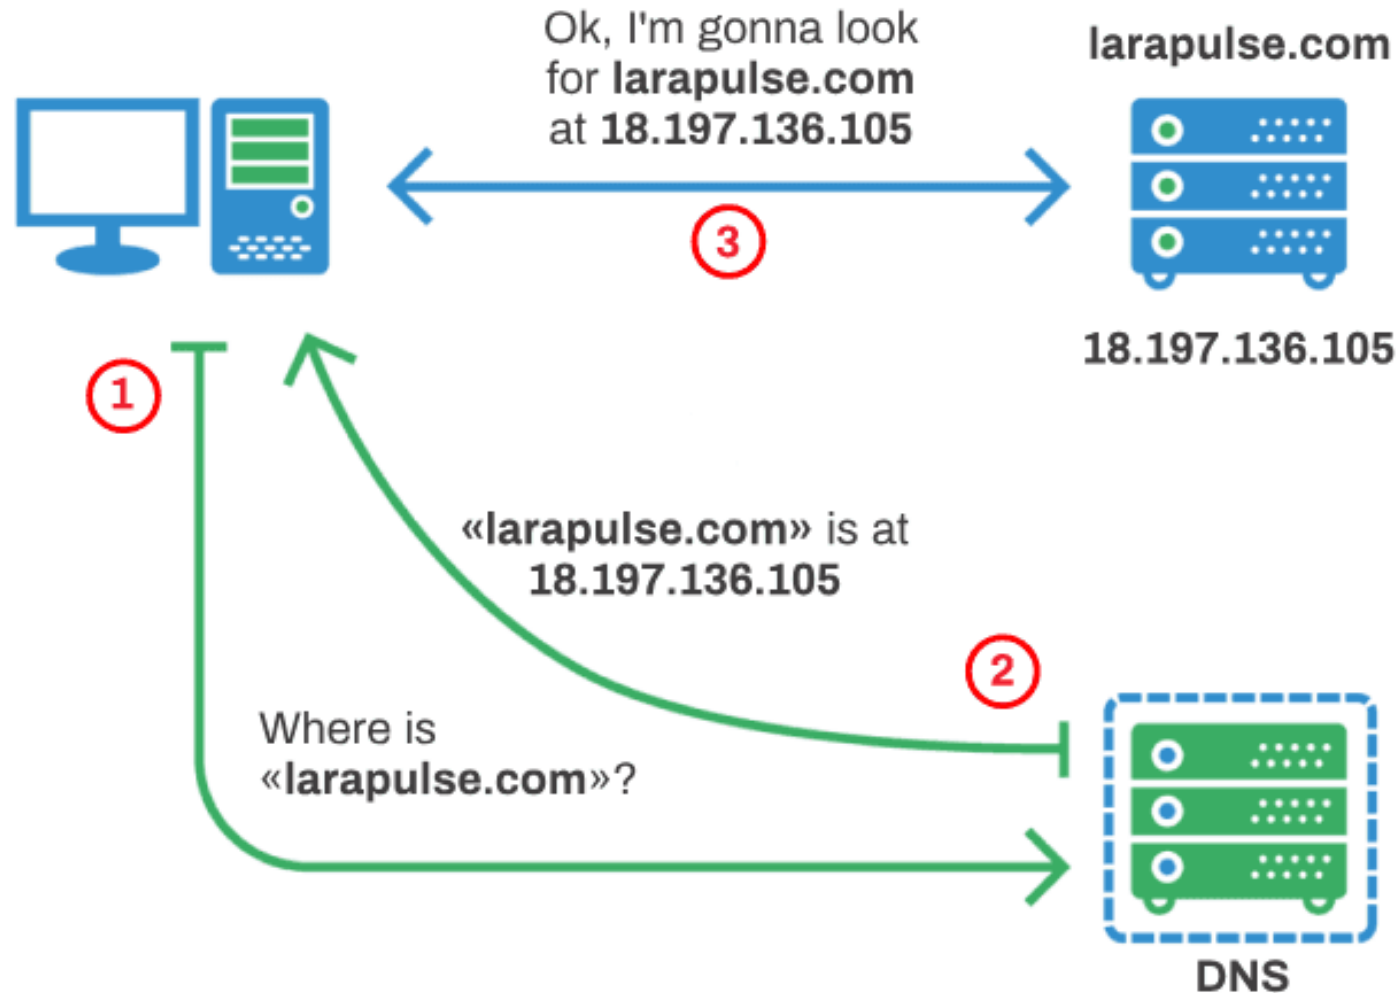 Ok, I'm gonna look
for larapulse.com
at 18.197.136.105
larapulse.com
3
18.197.136.105
1
«larapulse.com» is at
18.197.136.105
2
Where is
«larapulse.com»?
DNS